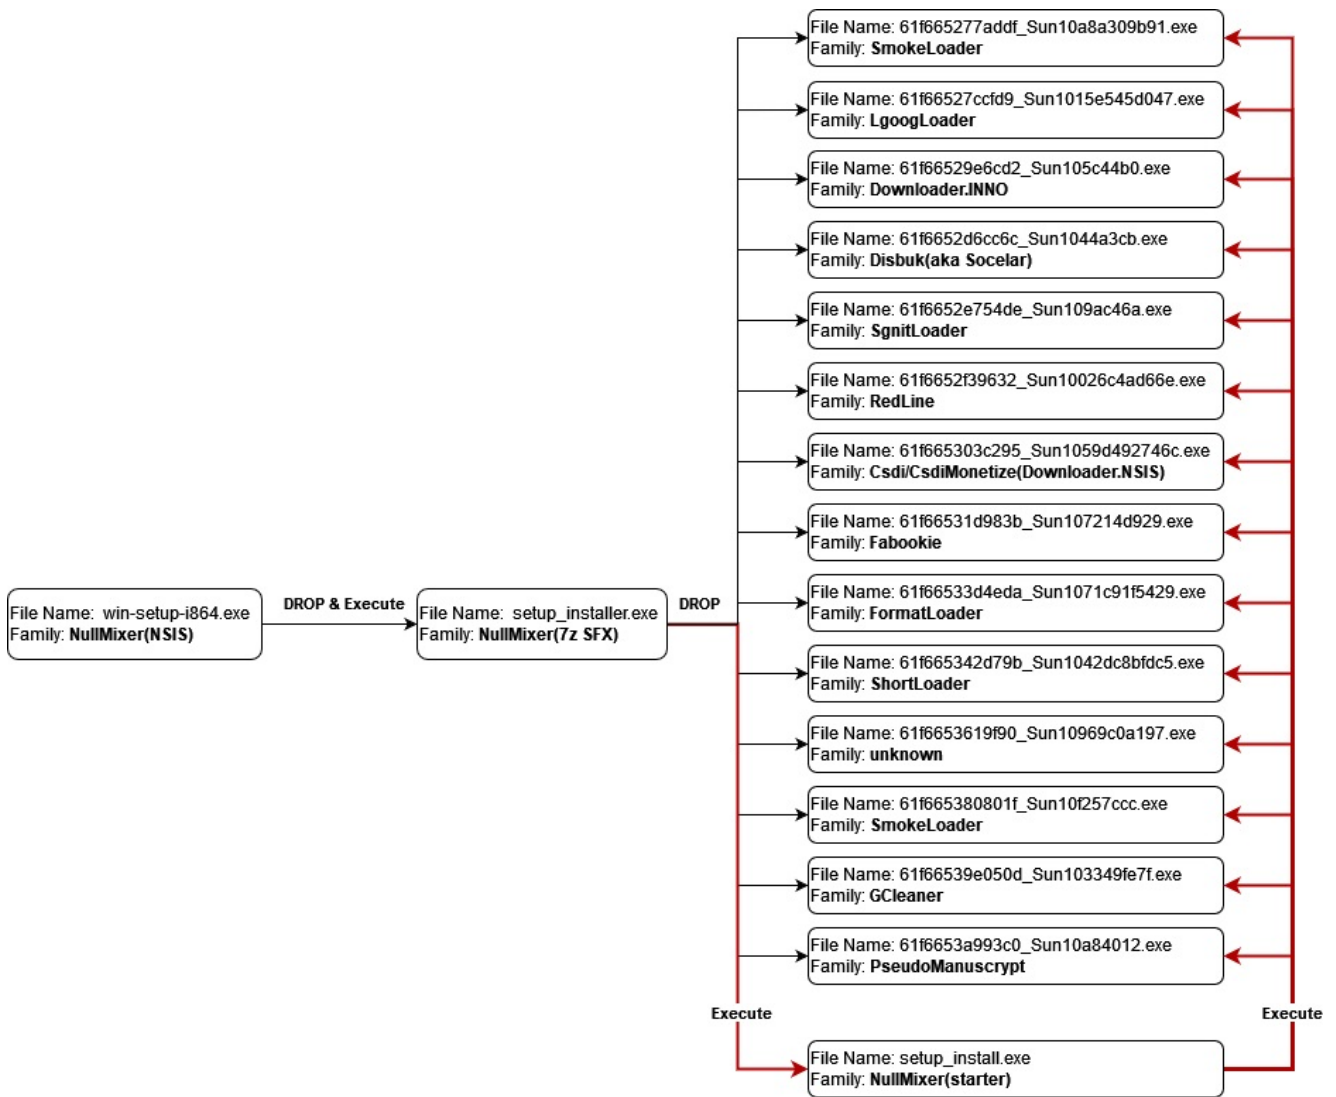 File Name: 61f665277addf_Sun10a8a309b91.exe
Family: SmokeLoader
File Name: 61f66527ccfd9_Sun1015e545d047.exe
Family: LgoogLoader
File Name: 61f66529e6cd2_Sun105c44b0.exe
Family: Downloader.INNO
File Name: 61f6652d6cc6c_Sun1044a3cb.exe
Family: Disbuk(aka Socelar)
File Name: 61f6652e754de_Sun109ac46a.exe
Family: SgnitLoader
File Name: 61f6652f39632_Sun10026c4ad66e.exe
Family: RedLine
File Name: 61f665303c295_Sun1059d492746c.exe
Family: Csdi/CsdiMonetize(Downloader.NSIS)
File Name: 61f66531d983b_Sun107214d929.exe
Family: Fabookie
File Name: win-setup-i864.exe
Family: NullMixer(NSIS)
DROP & Execute
File Name: setup_installer.exe
Family: NullMixer(7z SFX)
DROP
File Name: 61f66533d4eda_Sun1071c91f5429.exe
Family: FormatLoader
File Name: 61f665342d79b_Sun1042dc8bfdc5.exe
Family: ShortLoader
File Name: 61f6653619f90_Sun10969c0a197.exe
Family: unknown
File Name: 61f665380801f_Sun10f257ccc.exe
Family: SmokeLoader
File Name: 61f66539e050d_Sun103349fe7f.exe
Family: GCleaner
File Name: 61f6653a993c0_Sun10a84012.exe
Family: PseudoManuscrypt
Execute
Execute
File Name: setup_install.exe
Family: NullMixer(starter)